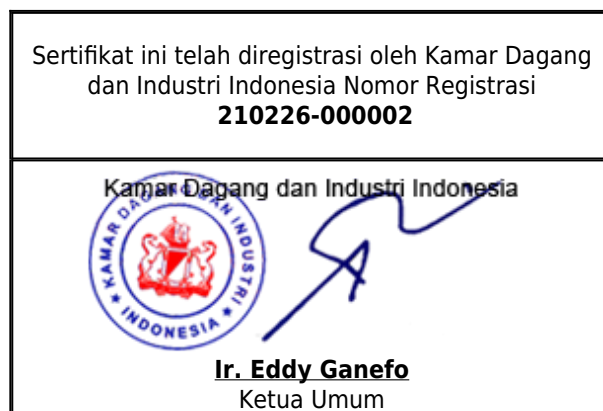 Sertifikat ini telah diregistrasi oleh Kamar Dagang
dan Industri Indonesia Nomor Registrasi
210226-000002
Kamar Dagang dan Industri Indonesia
KAMAR DAGANG DAN INDUSTRI
INDONESIA
Ir. Eddy Ganefo
Ketua Umum